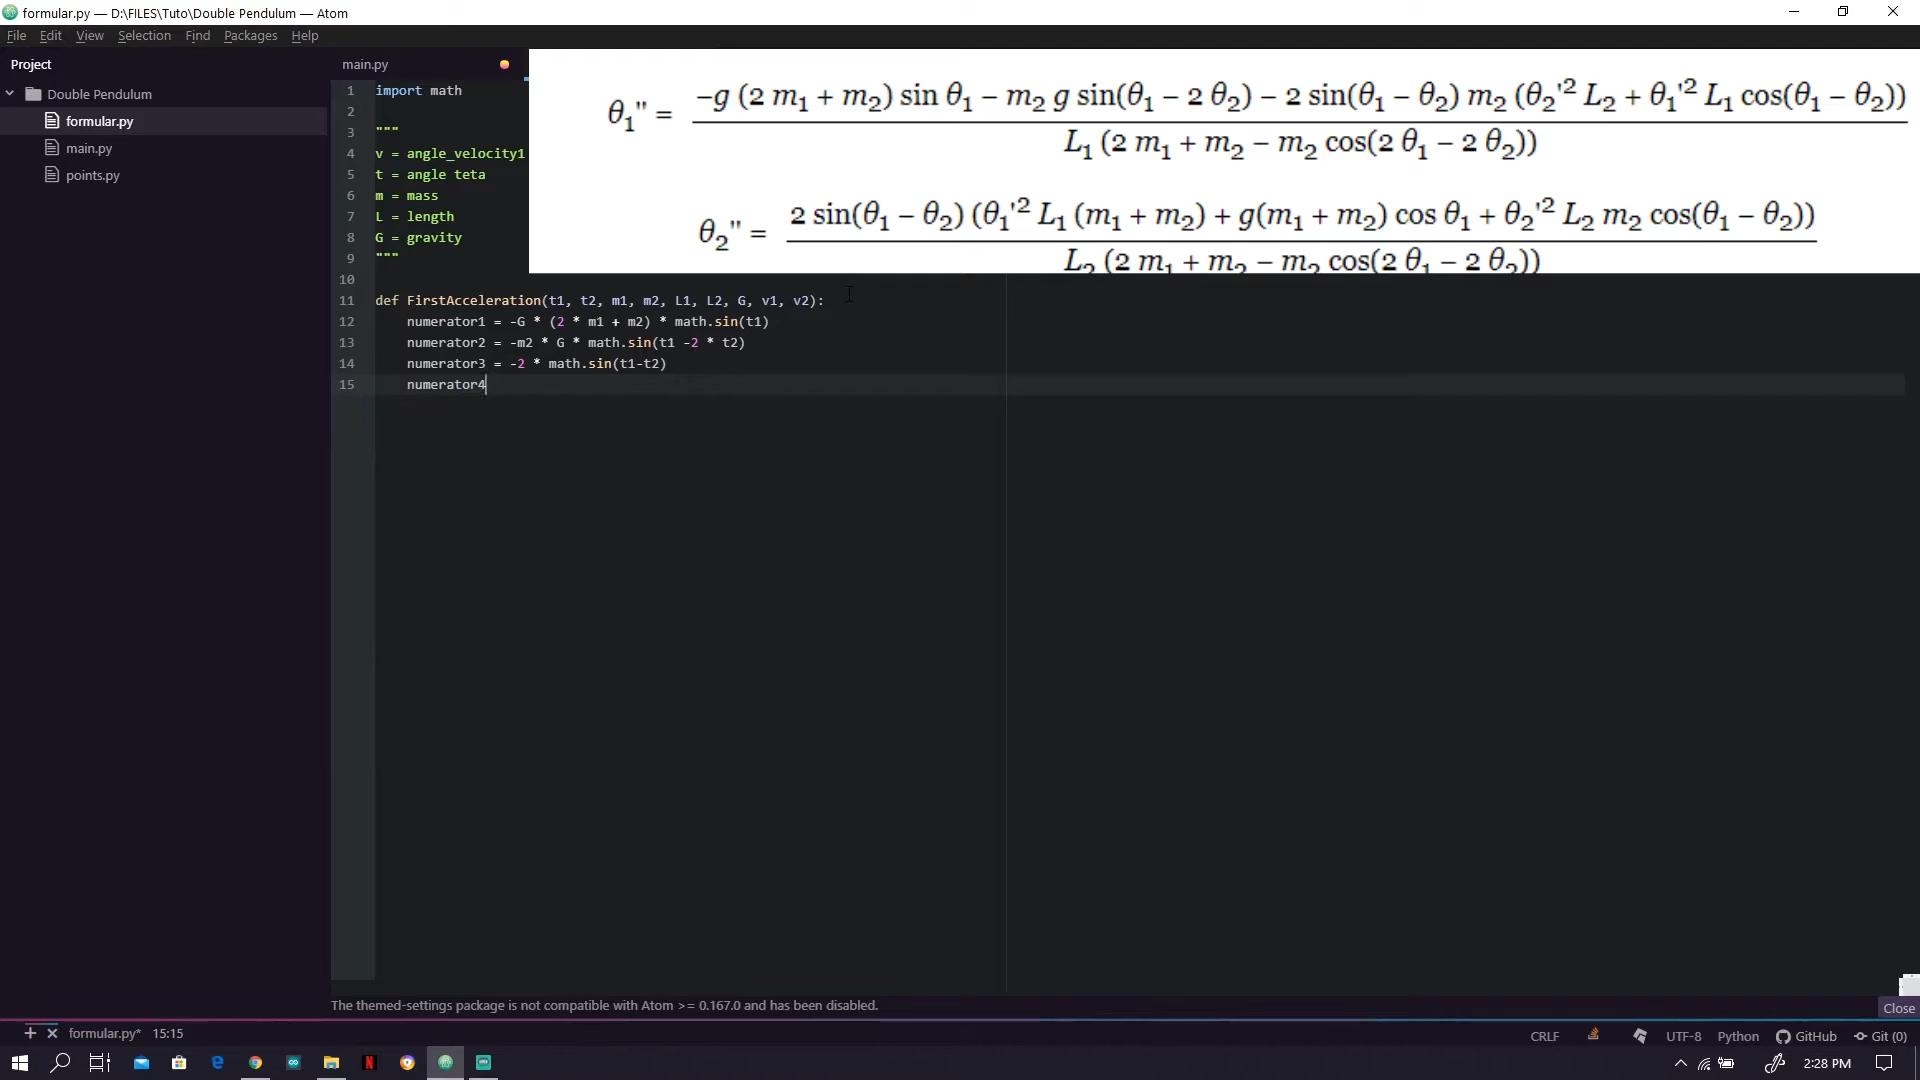 formular.py — D:\FILES\Tuto\Double Pendulum — Atom
File Edit View Selection Find Packages Help
Project
Double Pendulum
formular.py
main.py
points.py
main.py
1 import math
2
3 """
4 v = angle_velocity1
5 t = angle teta
6 m = mass
7 L = length
8 G = gravity
9 """
10
11 def FirstAcceleration(t1, t2, m1, m2, L1, L2, G, v1, v2):
12 numerator1 = -G * (2 * m1 + m2) * math.sin(t1)
13 numerator2 = -m2 * G * math.sin(t1 -2 * t2)
14 numerator3 = -2 * math.sin(t1-t2)
15 numerator4
θ₁" = −g (2 m₁ + m₂) sin θ₁ − m₂ g sin(θ₁ − 2 θ₂) − 2 sin(θ₁ − θ₂) m₂ (θ₂'² L₂ + θ₁'² L₁ cos(θ₁ − θ₂))
L₁ (2 m₁ + m₂ − m₂ cos(2 θ₁ − 2 θ₂))
θ₂" = 2 sin(θ₁ − θ₂) (θ₁'² L₁ (m₁ + m₂) + g(m₁ + m₂) cos θ₁ + θ₂'² L₂ m₂ cos(θ₁ − θ₂))
L₂ (2 m₁ + m₂ − m₂ cos(2 θ₁ − 2 θ₂))
The themed-settings package is not compatible with Atom >= 0.167.0 and has been disabled.
Close
formular.py* 15:15
CRLF UTF-8 Python GitHub Git (0)
2:28 PM